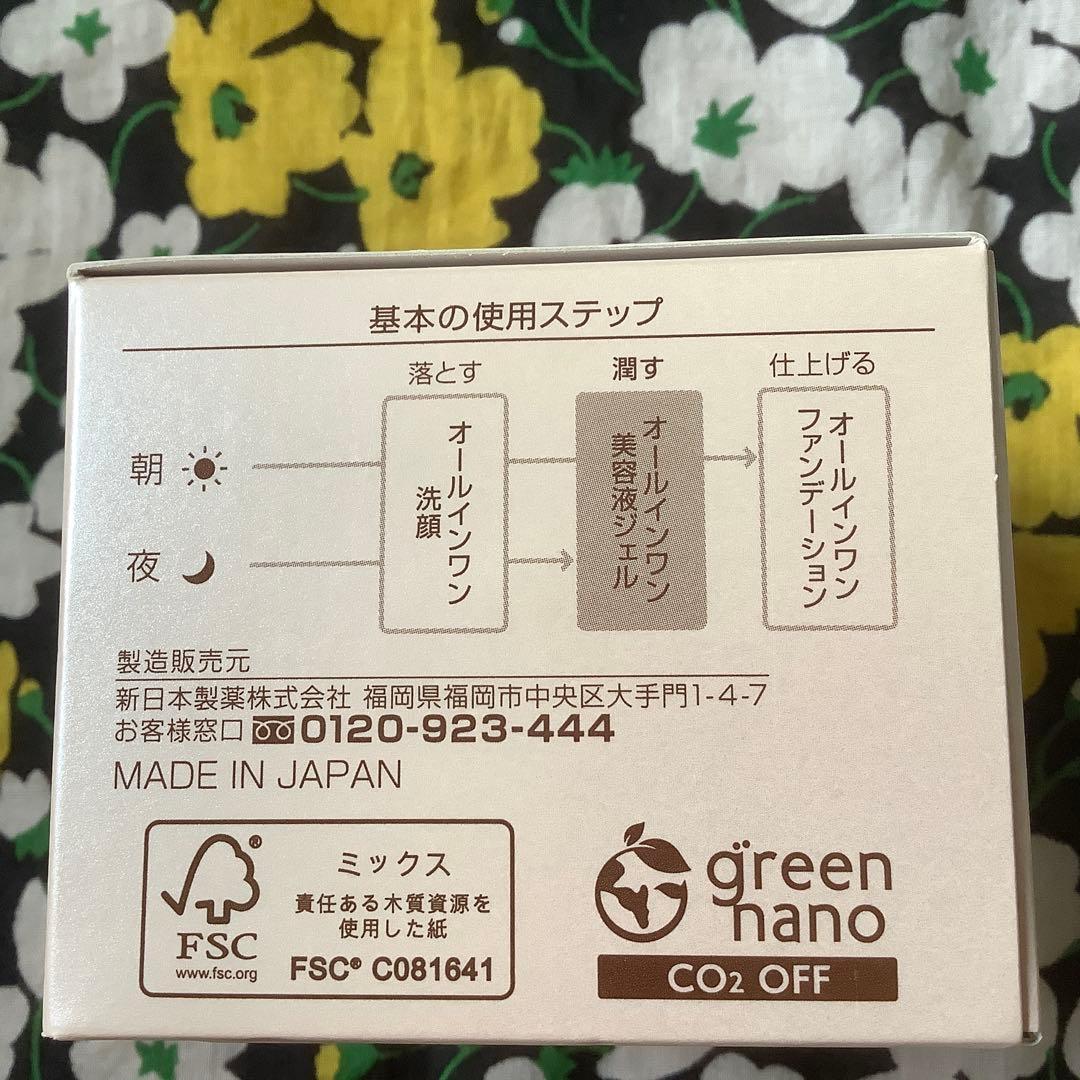 基本の使用ステップ
落とす
潤す
仕上げる
朝
夜
オールインワン
洗顔
オールインワン
美容液ジェル
オールインワン
ファンデーション
製造販売元
新日本製薬株式会社 福岡県福岡市中央区大手門1-4-7
お客様窓口 0120-923-444
MADE IN JAPAN
FSC®
www.fsc.org
ミックス
責任ある木質資源を
使用した紙
FSC® C081641
green
nano
CO2 OFF